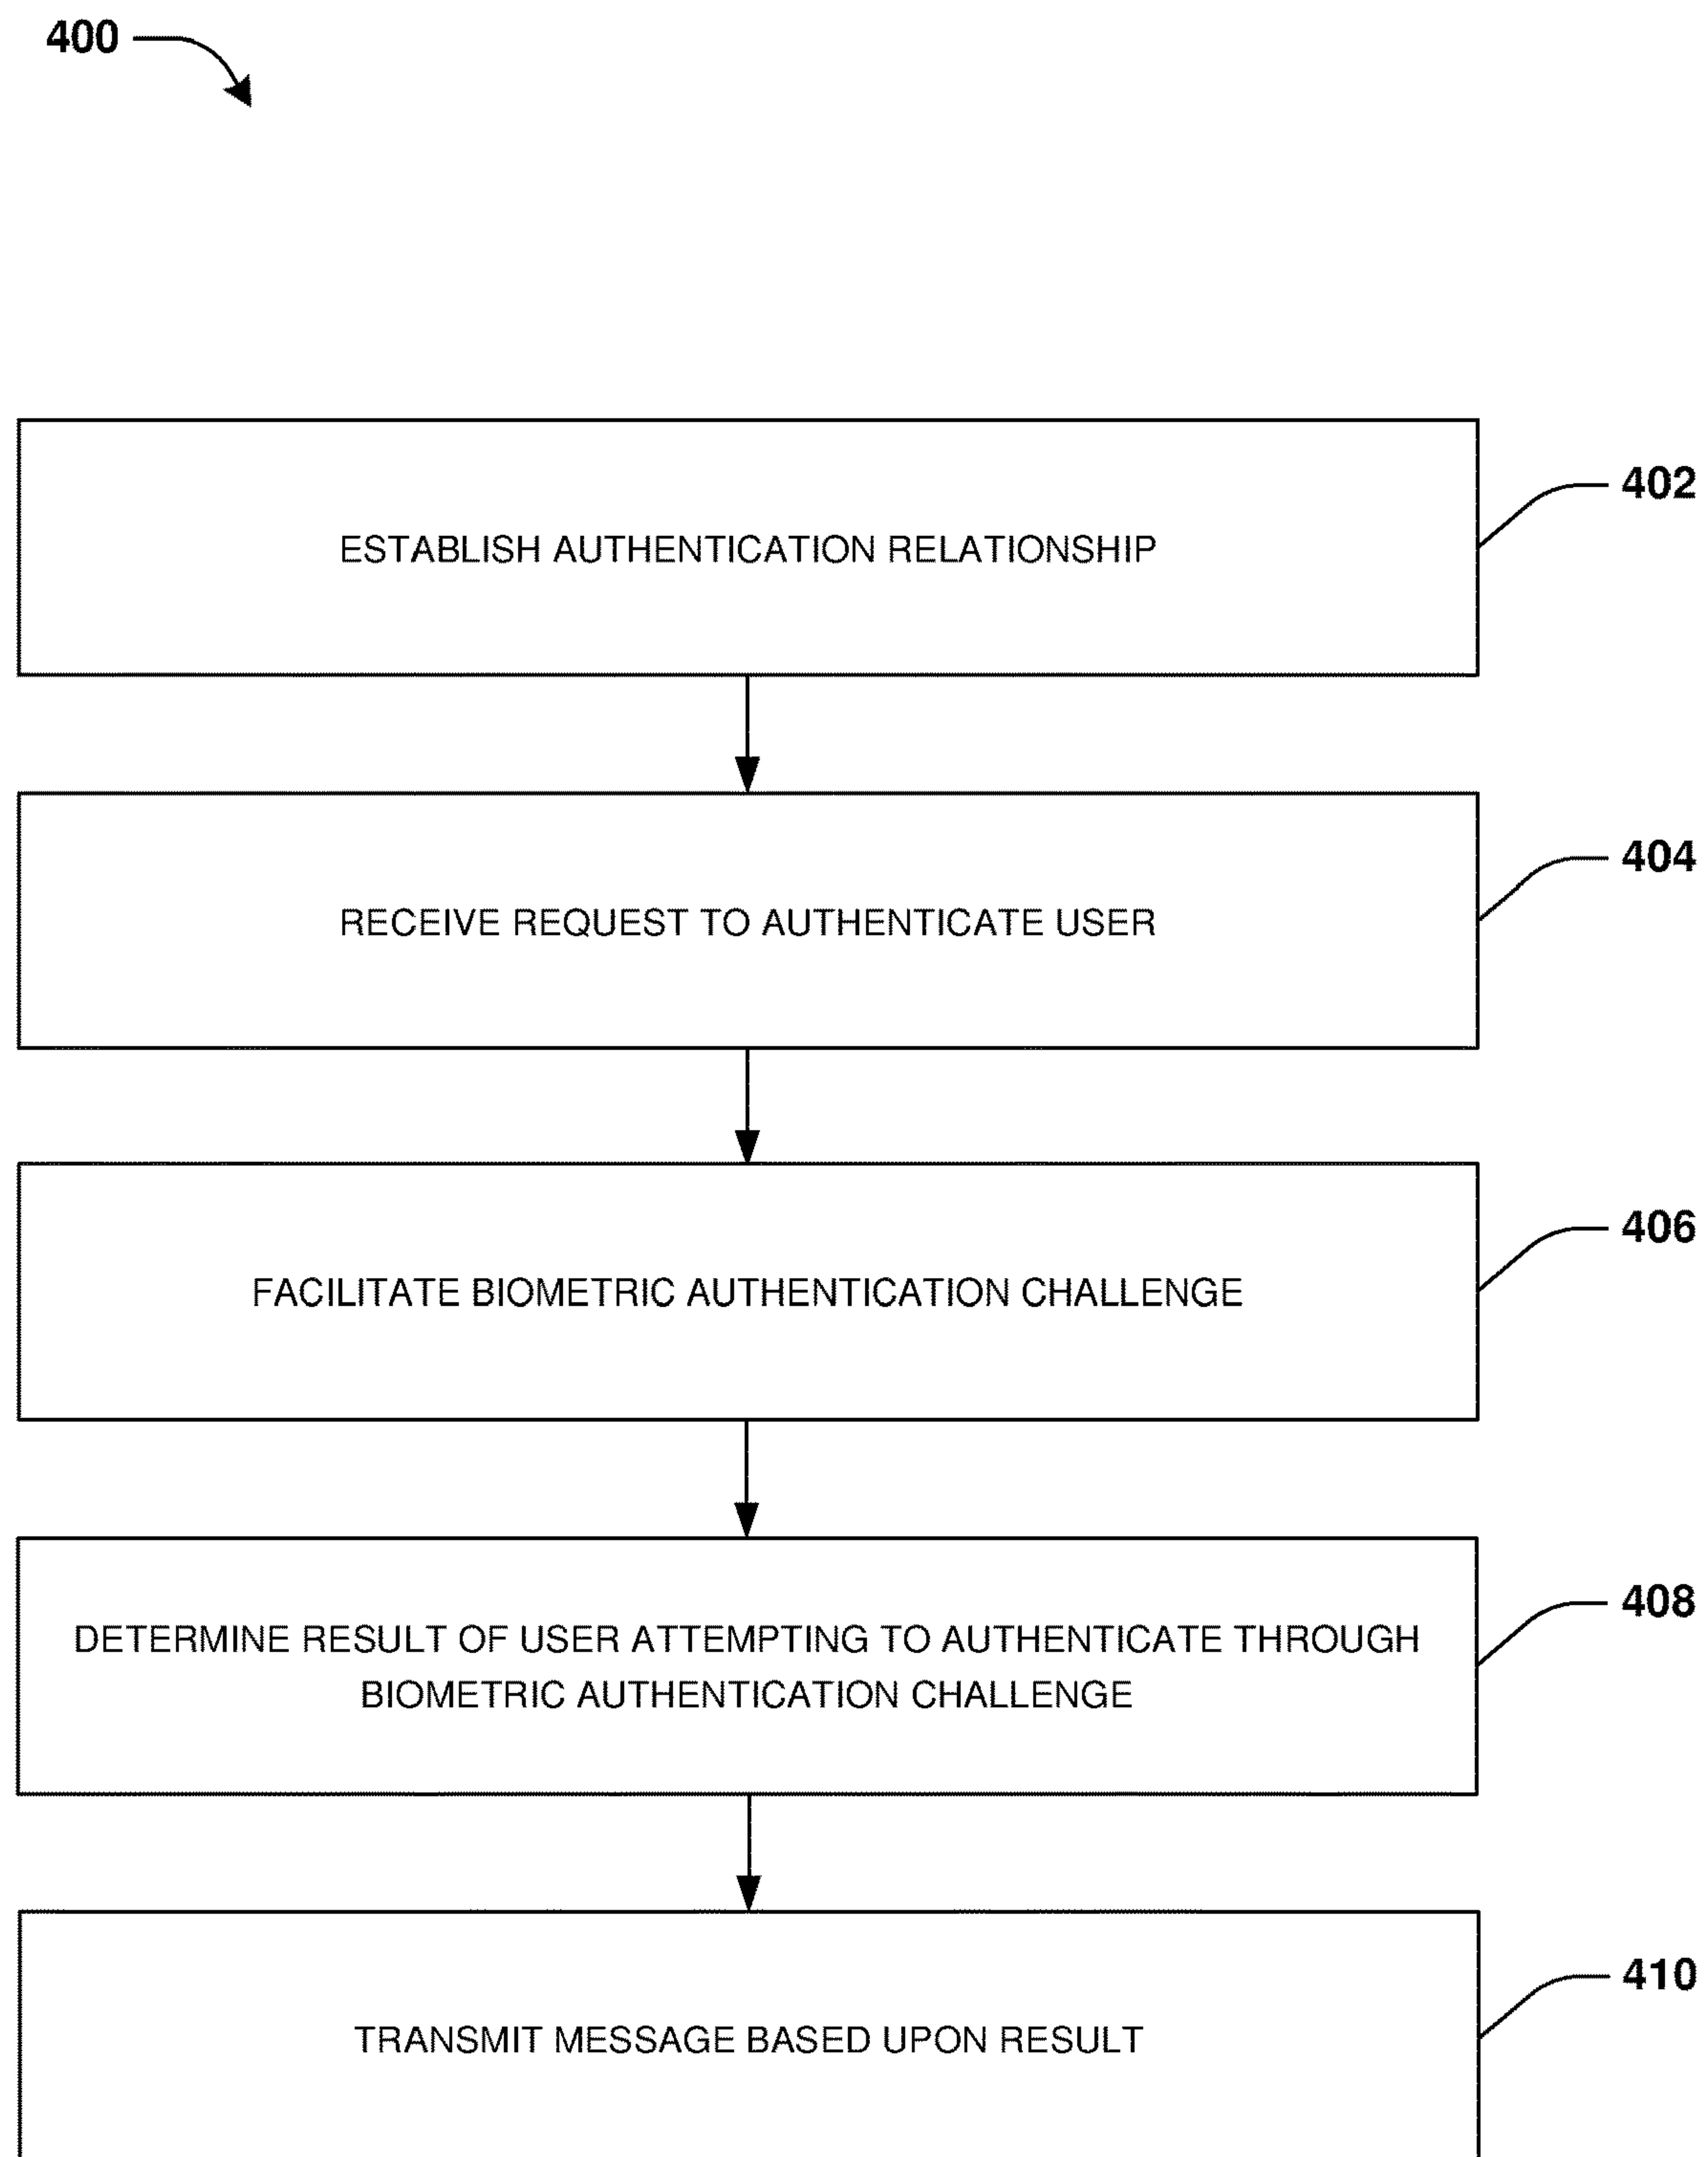 400
ESTABLISH AUTHENTICATION RELATIONSHIP
402
RECEIVE REQUEST TO AUTHENTICATE USER
404
FACILITATE BIOMETRIC AUTHENTICATION CHALLENGE
406
DETERMINE RESULT OF USER ATTEMPTING TO AUTHENTICATE THROUGH
BIOMETRIC AUTHENTICATION CHALLENGE
408
TRANSMIT MESSAGE BASED UPON RESULT
410